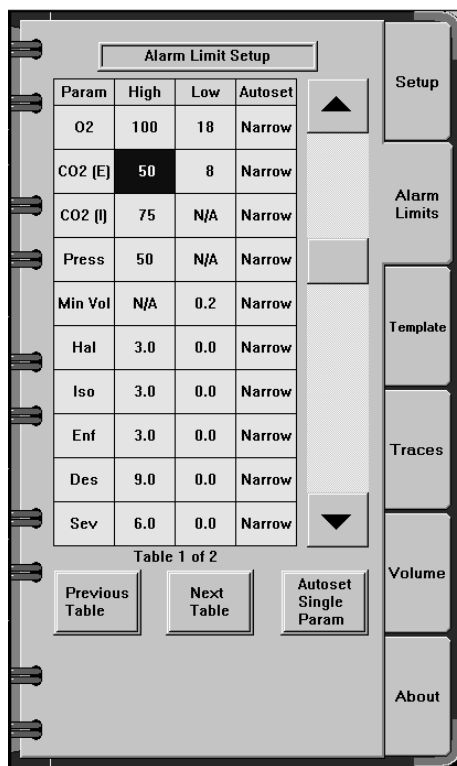 Alarm Limit Setup
Param High Low Autoset
O2 100 18 Narrow
CO2 (E) 50 8 Narrow
CO2 (I) 75 N/A Narrow
Press 50 N/A Narrow
Min Vol N/A 0.2 Narrow
Hal 3.0 0.0 Narrow
Iso 3.0 0.0 Narrow
Enf 3.0 0.0 Narrow
Des 9.0 0.0 Narrow
Sev 6.0 0.0 Narrow
Table 1 of 2
Previous
Table
Next
Table
Autoset
Single
Param
Setup
Alarm
Limits
Template
Traces
Volume
About